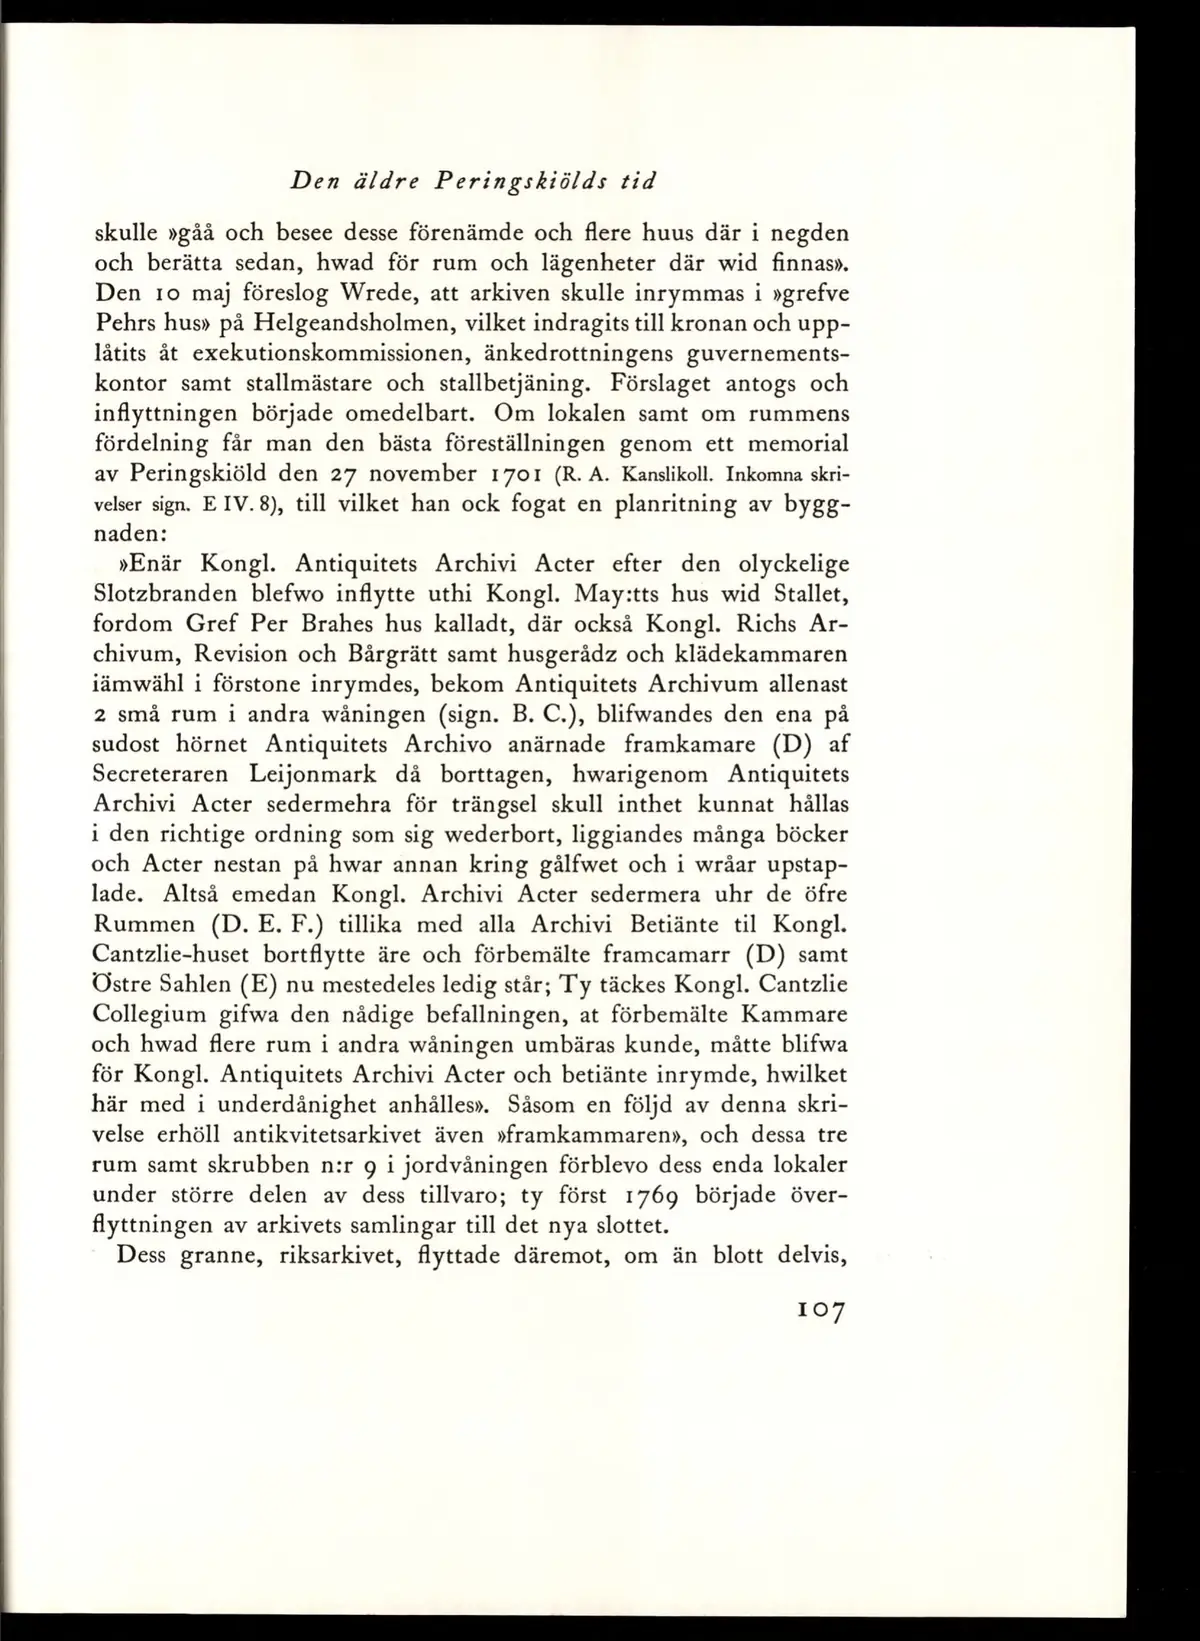 Den äldre Peringskiölds tid
skulle »gåå och besee desse förenämde och flere huus där i negden
och berätta sedan, hwad för rum och lägenheter där wid finnas».
Den 10 maj föreslog Wrede, att arkiven skulle inrymmas i »grefve
Pehrs hus» på Helgeandsholmen, vilket indragits till kronan och upp-
låtits åt exekutionskommissionen, änkedrottningens guvernements-
kontor samt stallmästare och stallbetjäning. Förslaget antogs och
inflyttningen började omedelbart. Om lokalen samt om rummens
fördelning får man den bästa föreställningen genom ett memorial
av Peringskiöld den 27 november 1701 (R. A. Kanslikoll. Inkomna skri-
velser sign. E IV. 8), till vilket han ock fogat en planritning av bygg-
naden:
»Enär Kongl. Antiquitets Archivi Acter efter den olyckelige
Slotzbranden blefwo inflytte uthi Kongl. May:tts hus wid Stallet,
fordom Gref Per Brahes hus kalladt, där också Kongl. Richs Ar-
chivum, Revision och Bårgrätt samt husgerådz och klädekammaren
iämwähl i förstone inrymdes, bekom Antiquitets Archivum allenast
2 små rum i andra wåningen (sign. B. C.), blifwandes den ena på
sudost hörnet Antiquitets Archivo anärnade framkamare (D) af
Secreteraren Leijonmark då borttagen, hwarigenom Antiquitets
Archivi Acter sedermehra för trängsel skull inthet kunnat hållas
i den richtige ordning som sig wederbort, liggiandes många böcker
och Acter nestan på hwar annan kring gålfwet och i wråar upstap-
lade. Altså emedan Kongl. Archivi Acter sedermera uhr de öfre
Rummen (D. E. F.) tillika med alla Archivi Betiänte til Kongl.
Cantzlie-huset bortflytte äre och förbemälte framcamarr (D) samt
Östre Sahlen (E) nu mestedeles ledig står; Ty täckes Kongl. Cantzlie
Collegium gifwa den nådige befallningen, at förbemälte Kammare
och hwad flere rum i andra wåningen umbäras kunde, måtte blifwa
för Kongl. Antiquitets Archivi Acter och betiänte inrymde, hwilket
här med i underdånighet anhålles». Såsom en följd av denna skri-
velse erhöll antikvitetsarkivet även »framkammaren», och dessa tre
rum samt skrubben n:r 9 i jordvåningen förblevo dess enda lokaler
under större delen av dess tillvaro; ty först 1769 började över-
flyttningen av arkivets samlingar till det nya slottet.
Dess granne, riksarkivet, flyttade däremot, om än blott delvis,
107